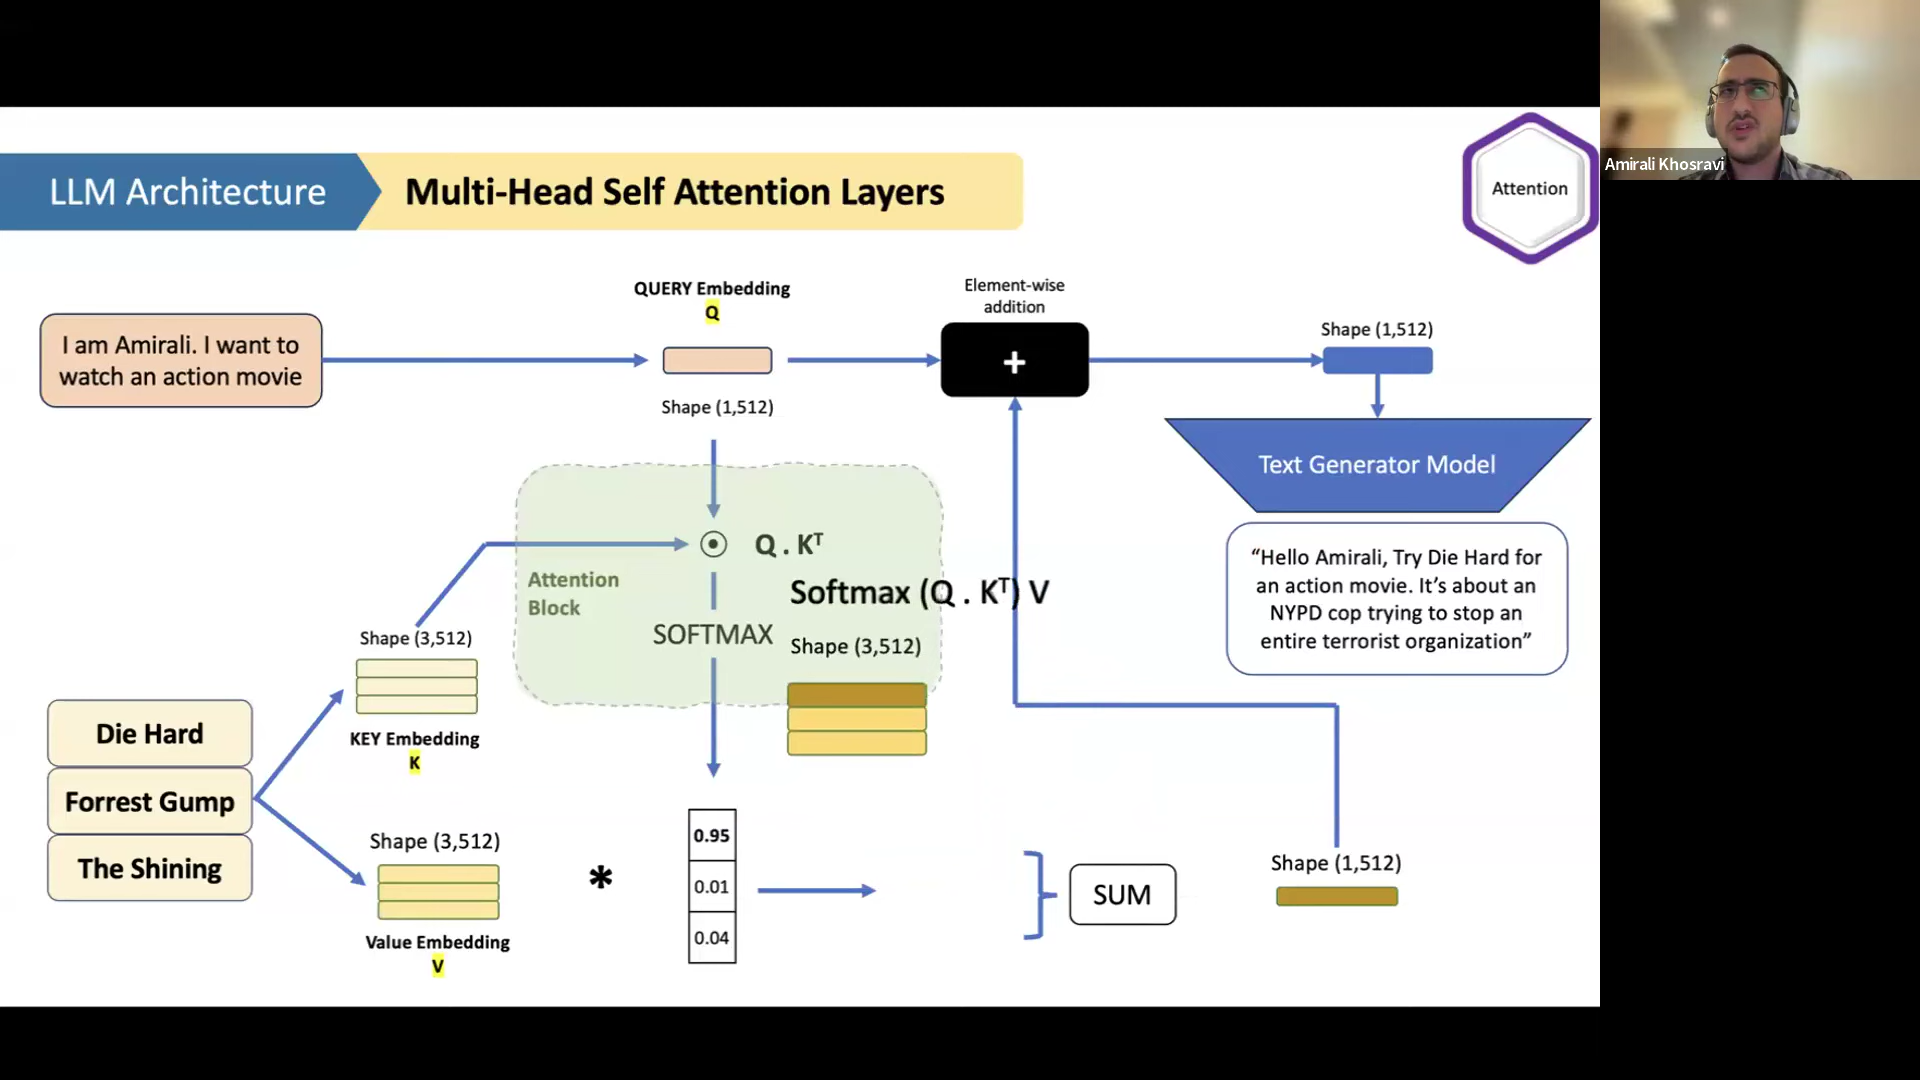 LLM Architecture
Multi-Head Self Attention Layers
Attention
Amirali Khosravi
I am Amirali. I want to
watch an action movie
QUERY Embedding
Q
Shape (1,512)
Element-wise
addition
+
Shape (1,512)
Text Generator Model
"Hello Amirali, Try Die Hard for
an action movie. It's about an
NYPD cop trying to stop an
entire terrorist organization"
Attention
Block
Q . Kᵀ
Softmax (Q . Kᵀ) V
SOFTMAX
Shape (3,512)
Shape (3,512)
KEY Embedding
K
Die Hard
Forrest Gump
The Shining
Shape (3,512)
Value Embedding
V
*
0.95
0.01
0.04
SUM
Shape (1,512)